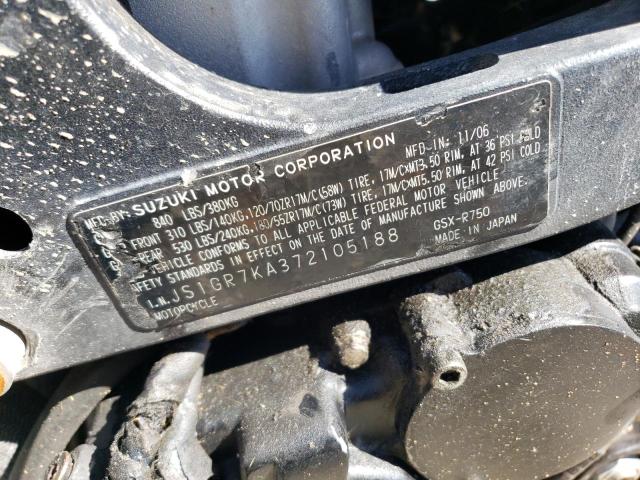 MFG BY: SUZUKI MOTOR CORPORATION MFD IN: 11/06
840 LBS/380KG
FRONT 310 LBS/140KG,120/70ZR17M/C(58W) TIRE, 17M/CxMT3.50 RIM, AT 36 PSI COLD
REAR 530 LBS/240KG,180/55ZR17M/C(73W) TIRE, 17M/CxMT5.50 RIM, AT 42 PSI COLD
VEHICLE CONFORMS TO ALL APPLICABLE FEDERAL MOTOR VEHICLE
SAFETY STANDARDS IN EFFECT ON THE DATE OF MANUFACTURE SHOWN ABOVE.
I.N. JS1GR7KA372105188 GSX-R750
MOTORCYCLE MADE IN JAPAN